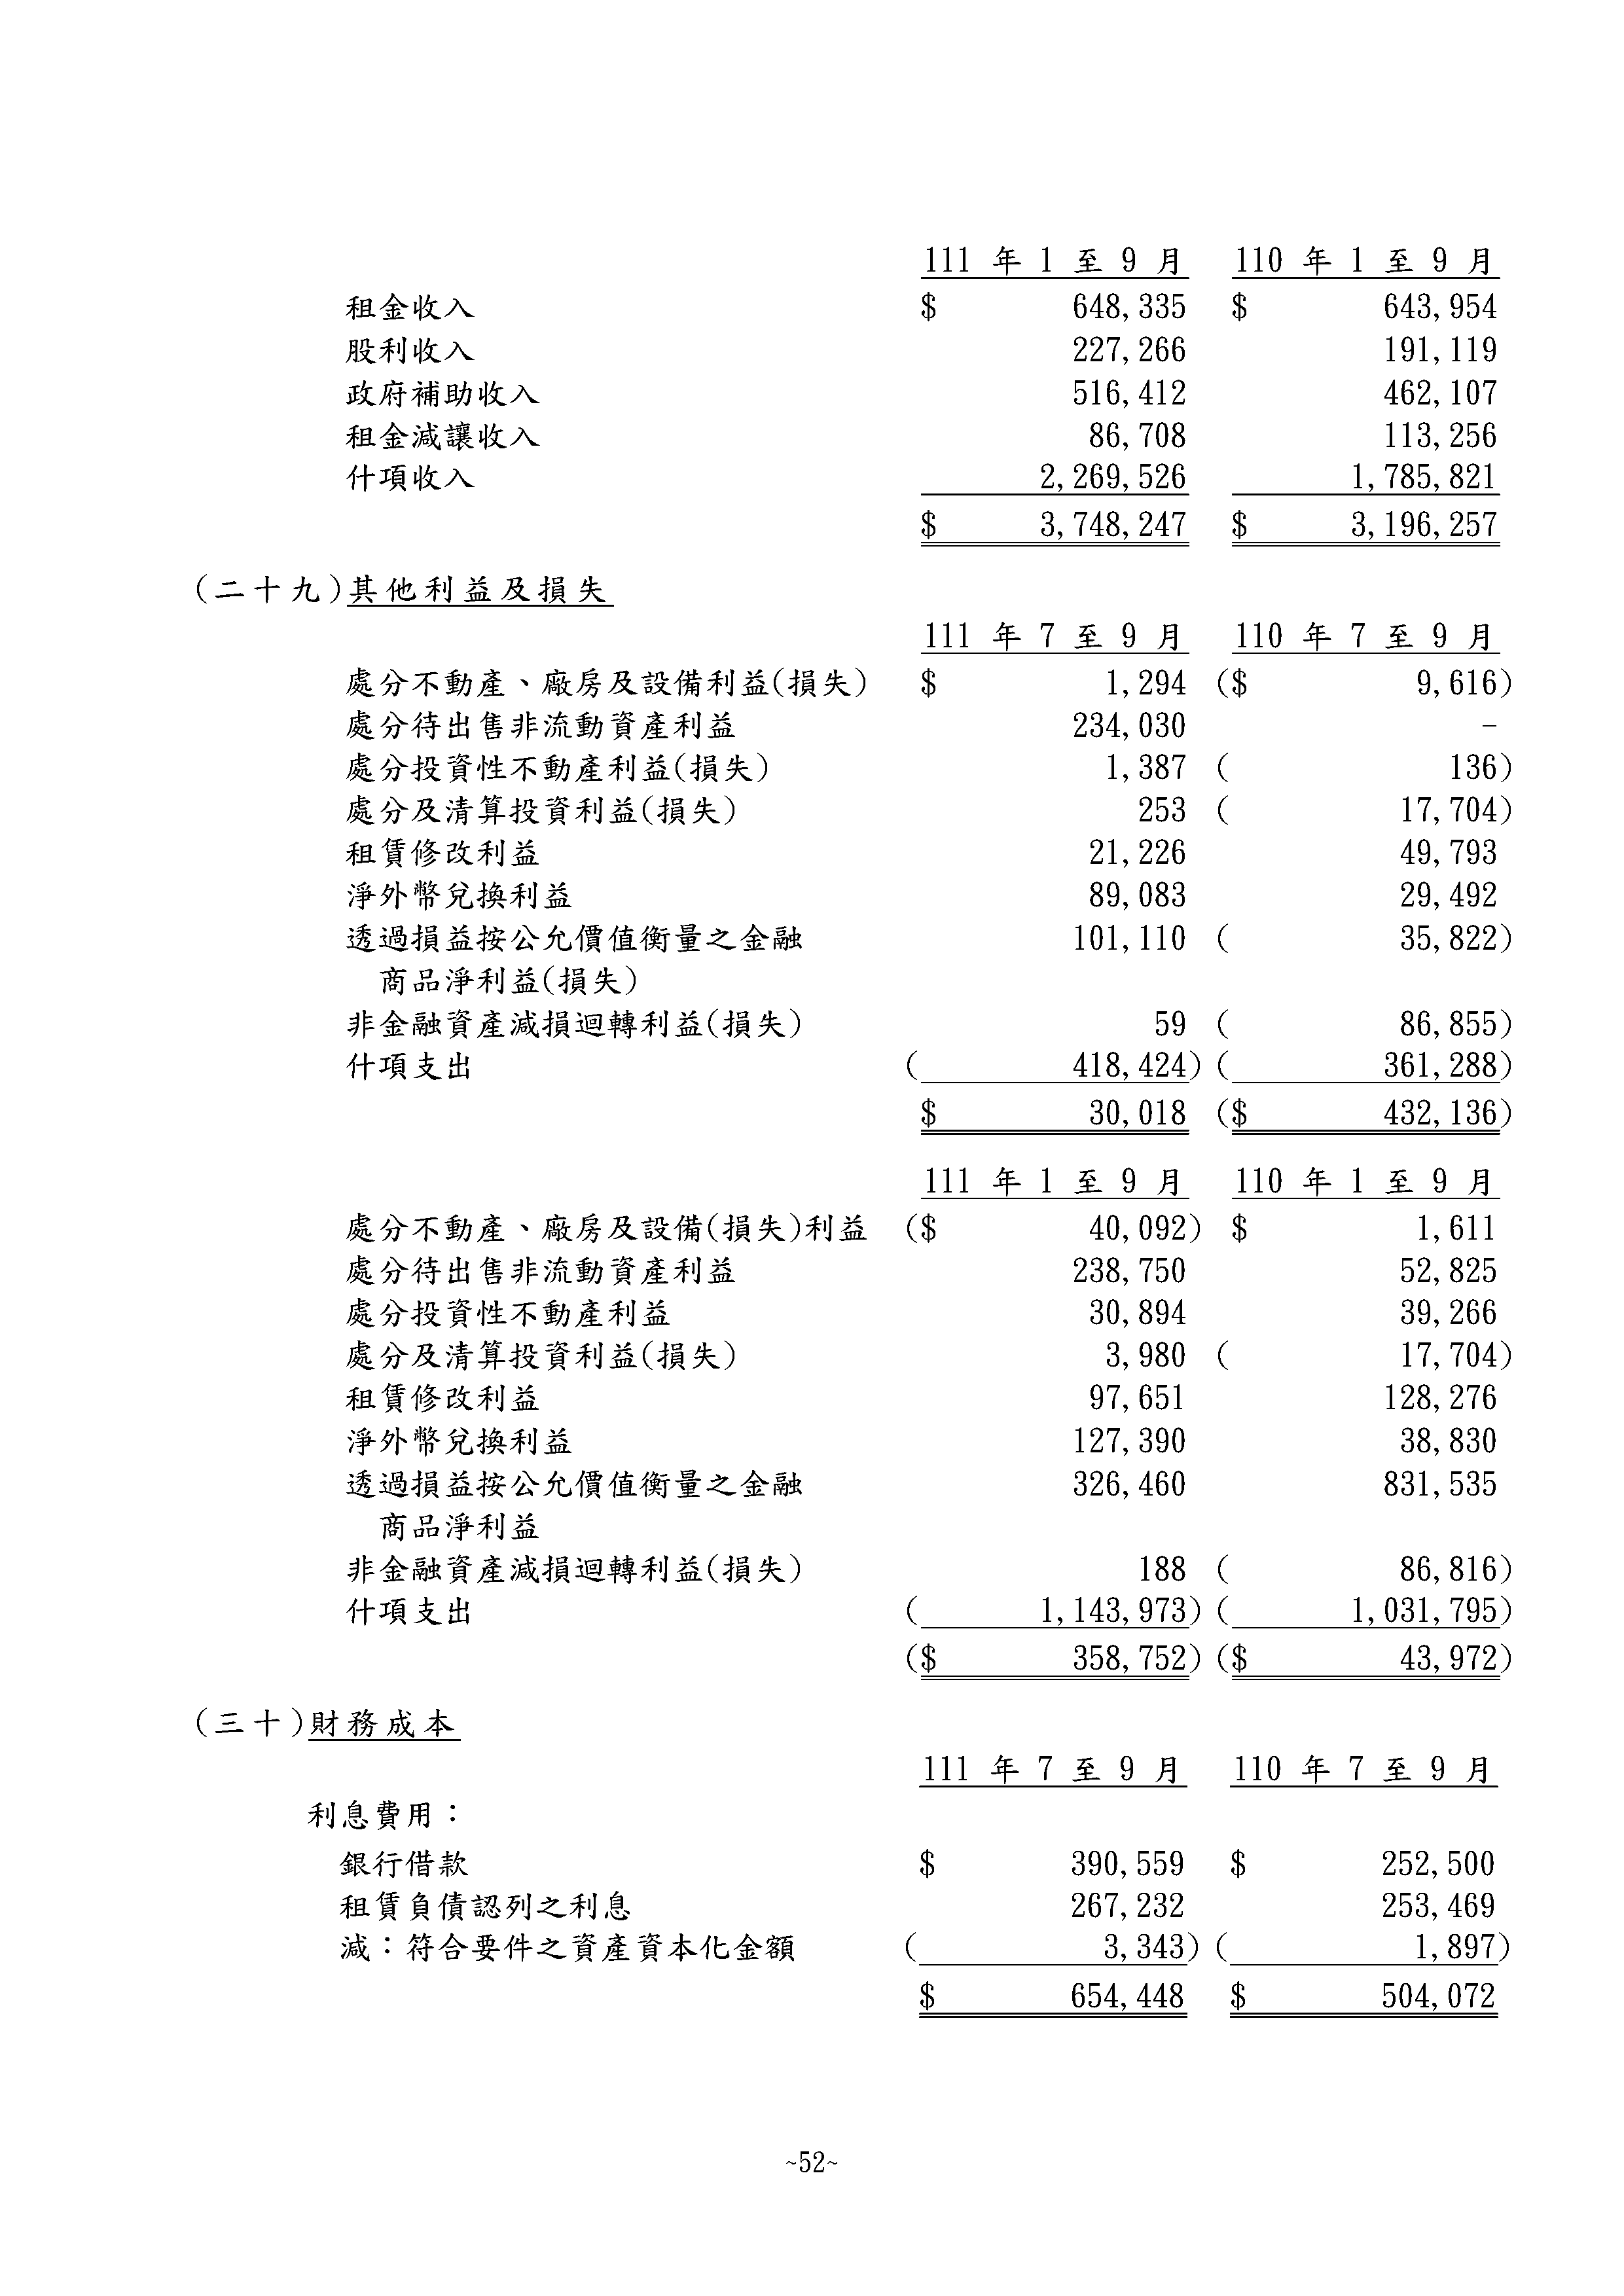 111 年 1 至 9 月 110 年 1 至 9 月
租金收入 $ 648,335 $ 643,954
股利收入 227,266 191,119
政府補助收入 516,412 462,107
租金減讓收入 86,708 113,256
什項收入 2,269,526 1,785,821
$ 3,748,247 $ 3,196,257
(二十九)其他利益及損失
111 年 7 至 9 月 110 年 7 至 9 月
處分不動產、廠房及設備利益(損失) $ 1,294 ($ 9,616)
處分待出售非流動資產利益 234,030 -
處分投資性不動產利益(損失) 1,387 ( 136)
處分及清算投資利益(損失) 253 ( 17,704)
租賃修改利益 21,226 49,793
淨外幣兌換利益 89,083 29,492
透過損益按公允價值衡量之金融 101,110 ( 35,822)
商品淨利益(損失)
非金融資產減損迴轉利益(損失) 59 ( 86,855)
什項支出 ( 418,424) ( 361,288)
$ 30,018 ($ 432,136)
111 年 1 至 9 月 110 年 1 至 9 月
處分不動產、廠房及設備(損失)利益 ($ 40,092) $ 1,611
處分待出售非流動資產利益 238,750 52,825
處分投資性不動產利益 30,894 39,266
處分及清算投資利益(損失) 3,980 ( 17,704)
租賃修改利益 97,651 128,276
淨外幣兌換利益 127,390 38,830
透過損益按公允價值衡量之金融 326,460 831,535
商品淨利益
非金融資產減損迴轉利益(損失) 188 ( 86,816)
什項支出 ( 1,143,973) ( 1,031,795)
($ 358,752) ($ 43,972)
(三十)財務成本
111 年 7 至 9 月 110 年 7 至 9 月
利息費用：
銀行借款 $ 390,559 $ 252,500
租賃負債認列之利息 267,232 253,469
減：符合要件之資產資本化金額 ( 3,343) ( 1,897)
$ 654,448 $ 504,072
~52~